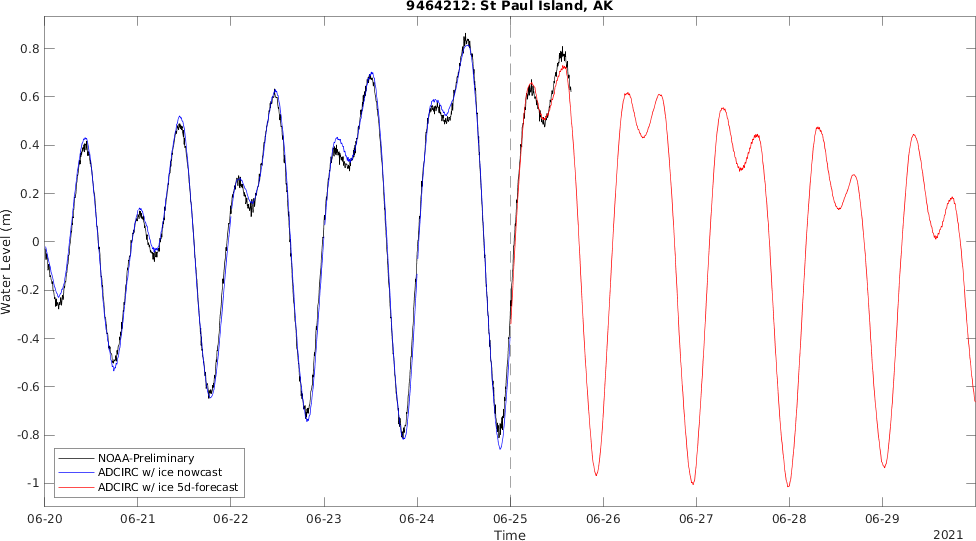 9464212: St Paul Island, AK
0.8
0.6
0.4
0.2
0
-0.2
-0.4
-0.6
-0.8
-1
Water Level (m)
NOAA-Preliminary
ADCIRC w/ ice nowcast
ADCIRC w/ ice 5d-forecast
06-20 06-21 06-22 06-23 06-24 06-25 06-26 06-27 06-28 06-29
Time
2021